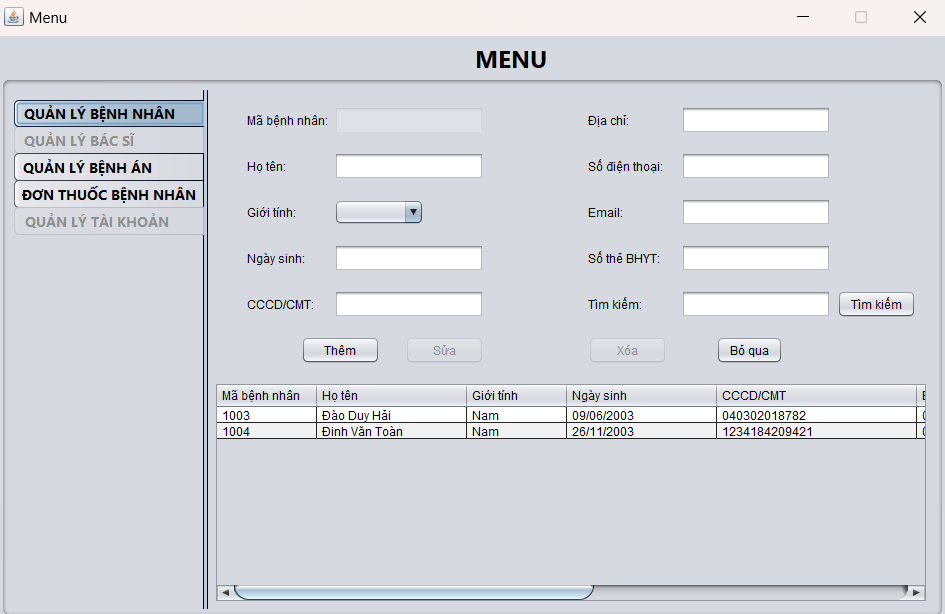 Menu
MENU
QUẢN LÝ BỆNH NHÂN
QUẢN LÝ BÁC SĨ
QUẢN LÝ BỆNH ÁN
ĐƠN THUỐC BỆNH NHÂN
QUẢN LÝ TÀI KHOẢN
Mã bệnh nhân:
Địa chỉ:
Họ tên:
Số điện thoại:
Giới tính:
Email:
Ngày sinh:
Số thẻ BHYT:
CCCD/CMT:
Tìm kiếm:
Tìm kiếm
Thêm
Sửa
Xóa
Bỏ qua
Mã bệnh nhân Họ tên Giới tính Ngày sinh CCCD/CMT
1003 Đào Duy Hải Nam 09/06/2003 040302018782
1004 Đinh Văn Toàn Nam 26/11/2003 1234184209421